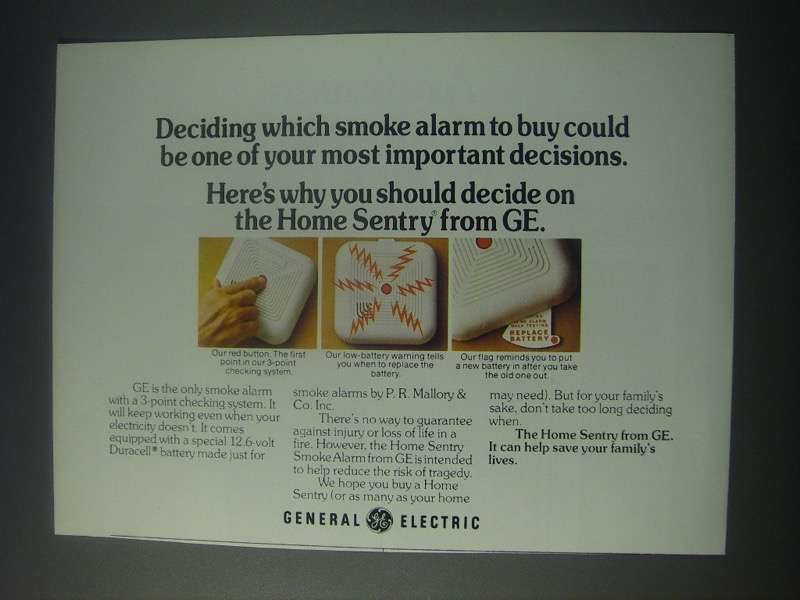 Deciding which smoke alarm to buy could
be one of your most important decisions.
Here's why you should decide on
the Home Sentry® from GE.
REPLACE
BATTERY
Our red button. The first
point in our 3-point
checking system.
Our low-battery warning tells
you when to replace the
battery.
Our flag reminds you to put
a new battery in after you take
the old one out.
GE is the only smoke alarm
with a 3-point checking system. It
will keep working even when your
electricity doesn't. It comes
equipped with a special 12.6-volt
Duracell® battery made just for
smoke alarms by P. R. Mallory &
Co. Inc.
There's no way to guarantee
against injury or loss of life in a
fire. However, the Home Sentry
Smoke Alarm from GE is intended
to help reduce the risk of tragedy.
We hope you buy a Home
Sentry (or as many as your home
may need). But for your family's
sake, don't take too long deciding
when.
The Home Sentry from GE.
It can help save your family's
lives.
GENERAL GE ELECTRIC